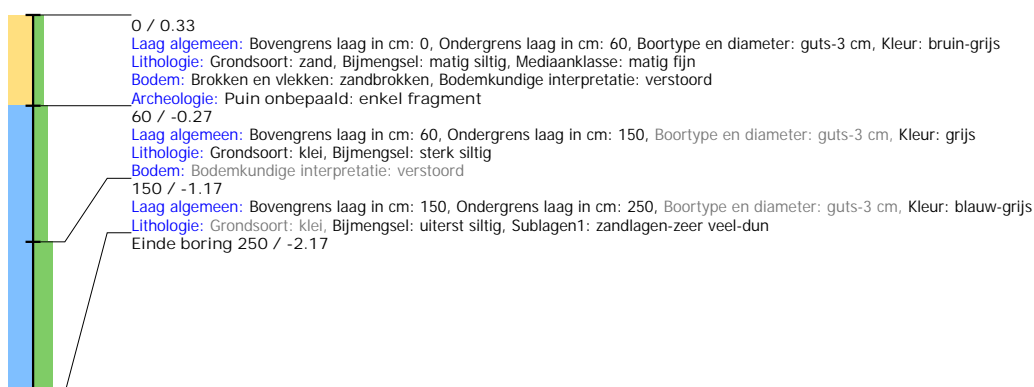 0 / 0.33
Laag algemeen: Bovengrens laag in cm: 0, Ondergrens laag in cm: 60, Boortype en diameter: guts-3 cm, Kleur: bruin-grijs
Lithologie: Grondsoort: zand, Bijmengsel: matig siltig, Mediaanklasse: matig fijn
Bodem: Brokken en vlekken: zandbrokken, Bodemkundige interpretatie: verstoord
Archeologie: Puin onbepaald: enkel fragment
60 / -0.27
Laag algemeen: Bovengrens laag in cm: 60, Ondergrens laag in cm: 150, Boortype en diameter: guts-3 cm, Kleur: grijs
Lithologie: Grondsoort: klei, Bijmengsel: sterk siltig
Bodem: Bodemkundige interpretatie: verstoord
150 / -1.17
Laag algemeen: Bovengrens laag in cm: 150, Ondergrens laag in cm: 250, Boortype en diameter: guts-3 cm, Kleur: blauw-grijs
Lithologie: Grondsoort: klei, Bijmengsel: uiterst siltig, Sublagen1: zandlagen-zeer veel-dun
Einde boring 250 / -2.17